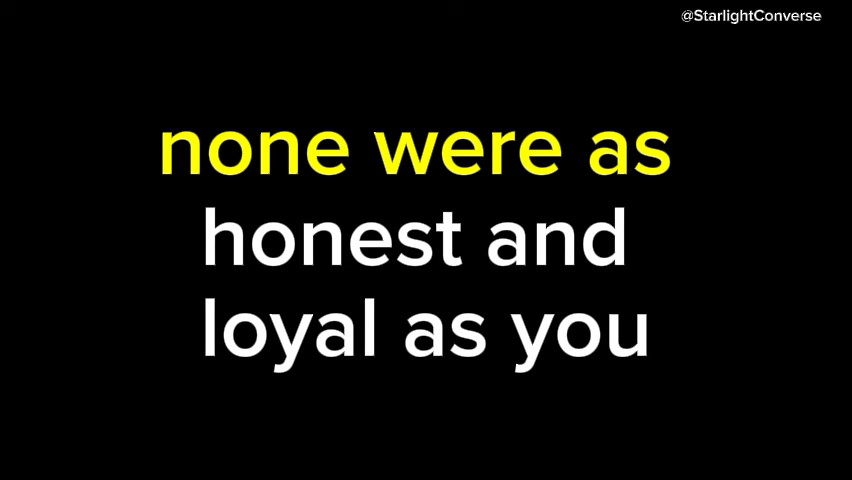 @StarlightConverse
none were as
honest and
loyal as you